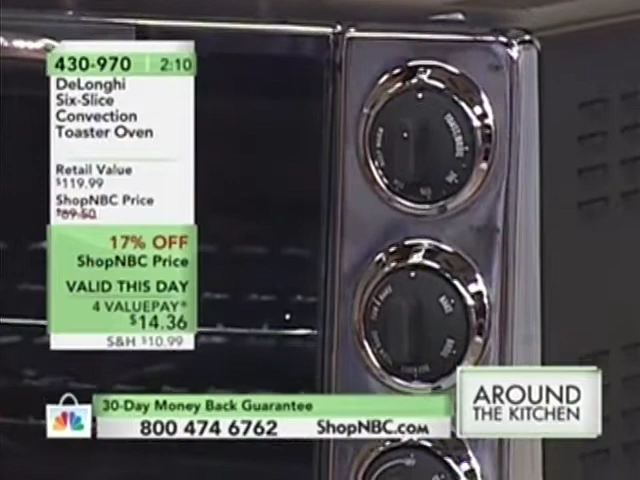 430-970 2:10
DeLonghi
Six-Slice
Convection
Toaster Oven
Retail Value
$119.99
ShopNBC Price
$69.50
17% OFF
ShopNBC Price
VALID THIS DAY
4 VALUEPAY®
$14.36
S&H $10.99
30-Day Money Back Guarantee
800 474 6762 ShopNBC.com
AROUND
THE KITCHEN